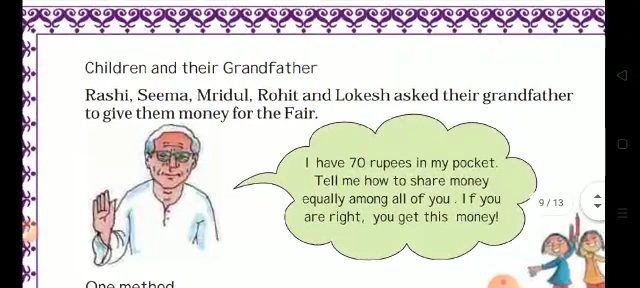 Children and their Grandfather
Rashi, Seema, Mridul, Rohit and Lokesh asked their grandfather
to give them money for the Fair.
I have 70 rupees in my pocket.
Tell me how to share money
equally among all of you . If you
are right, you get this money!
9 / 13
One method